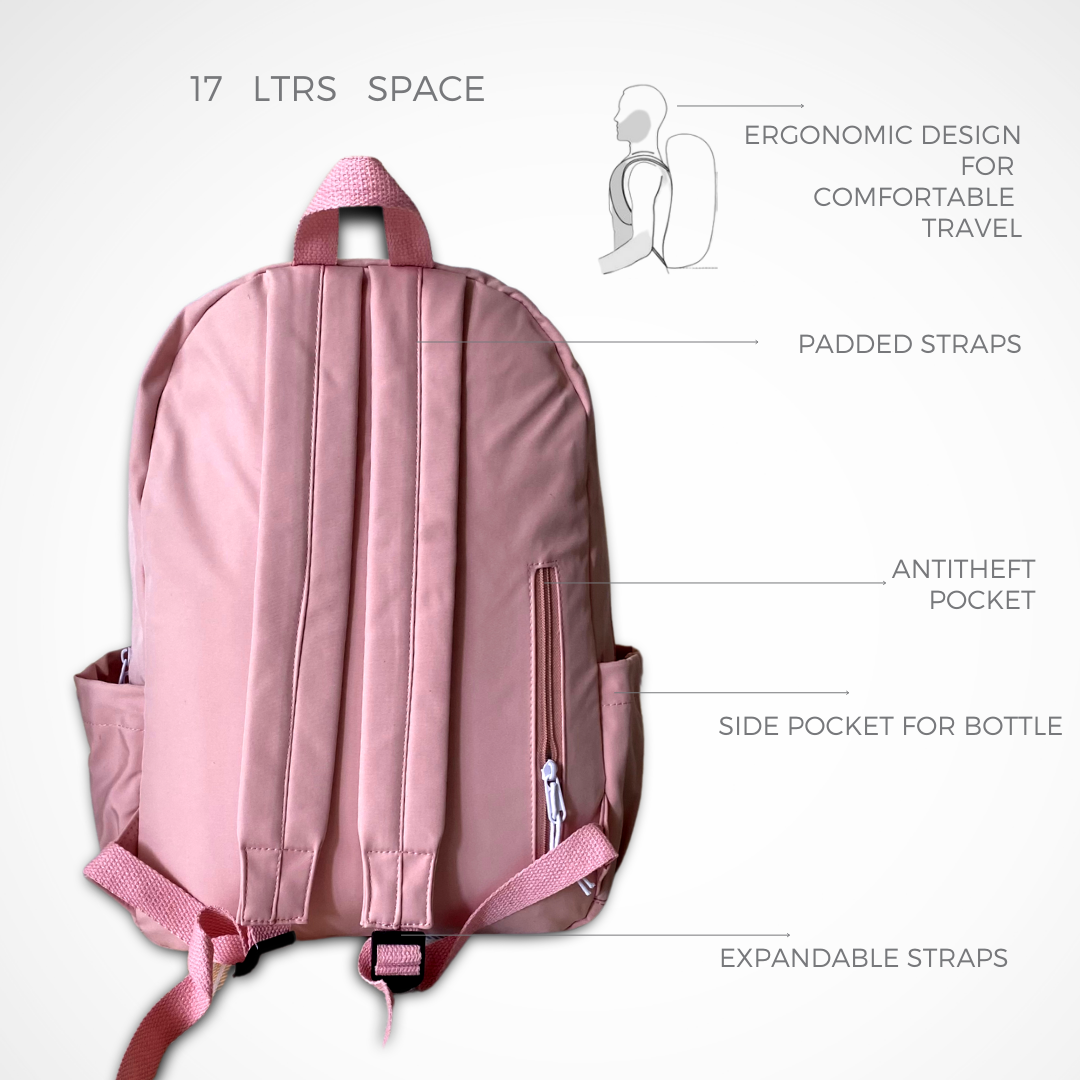 17 LTRS SPACE
ERGONOMIC DESIGN
FOR
COMFORTABLE
TRAVEL
PADDED STRAPS
ANTITHEFT
POCKET
SIDE POCKET FOR BOTTLE
EXPANDABLE STRAPS